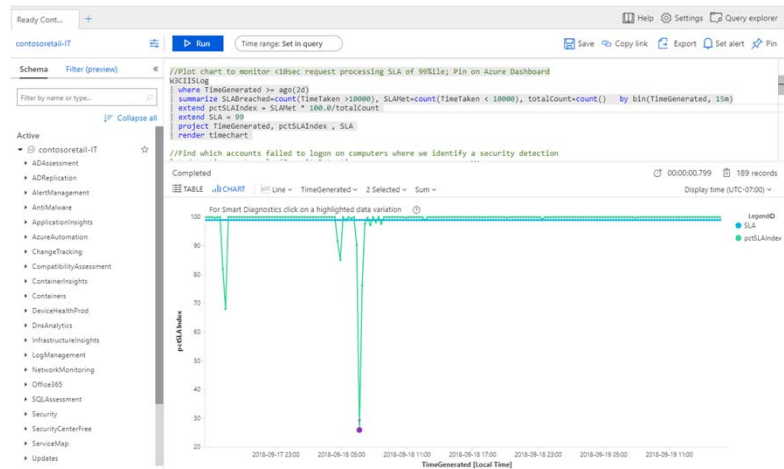 Ready Cont...
+
Help Settings Query explorer
contosoretail-IT
Run
Time range: Set in query
Save Copy link Export Set alert Pin
Schema Filter (preview)
Filter by name or type...
Collapse all
Active
contosoretail-IT
ADAssessment
ADReplication
AlertManagement
AntiMalware
ApplicationInsights
AzureAutomation
ChangeTracking
CompatibilityAssessment
ContainerInsights
Containers
DeviceHealthProd
DnsAnalytics
InfrastructureInsights
LogManagement
NetworkMonitoring
Office365
SQLAssessment
Security
SecurityCenterFree
ServiceMap
Updates
//Plot chart to monitor <10sec request processing SLA of 99%ile; Pin on Azure Dashboard
W3CIISLog
| where TimeGenerated >= ago(2d)
| summarize SLABreached=count(TimeTaken >10000), SLAMet=count(TimeTaken < 10000), totalCount=count() by bin(TimeGenerated, 15m)
| extend pctSLAIndex = SLAMet * 100.0/totalCount
| extend SLA = 99
| project TimeGenerated, pctSLAIndex , SLA
| render timechart
//Find which accounts failed to logon on computers where we identify a security detection
Completed
00:00:00.799 189 records
TABLE CHART Line TimeGenerated 2 Selected Sum
Display time (UTC-07:00)
For Smart Diagnostics click on a highlighted data variation
Legend
SLA
pctSLAIndex
100
90
80
70
60
50
40
30
20
pctSLAIndex
2018-09-17 23:00 2018-09-18 05:00 2018-09-18 11:00 2018-09-18 17:00 2018-09-18 23:00 2018-09-19 05:00 2018-09-19 11:00
TimeGenerated [Local Time]